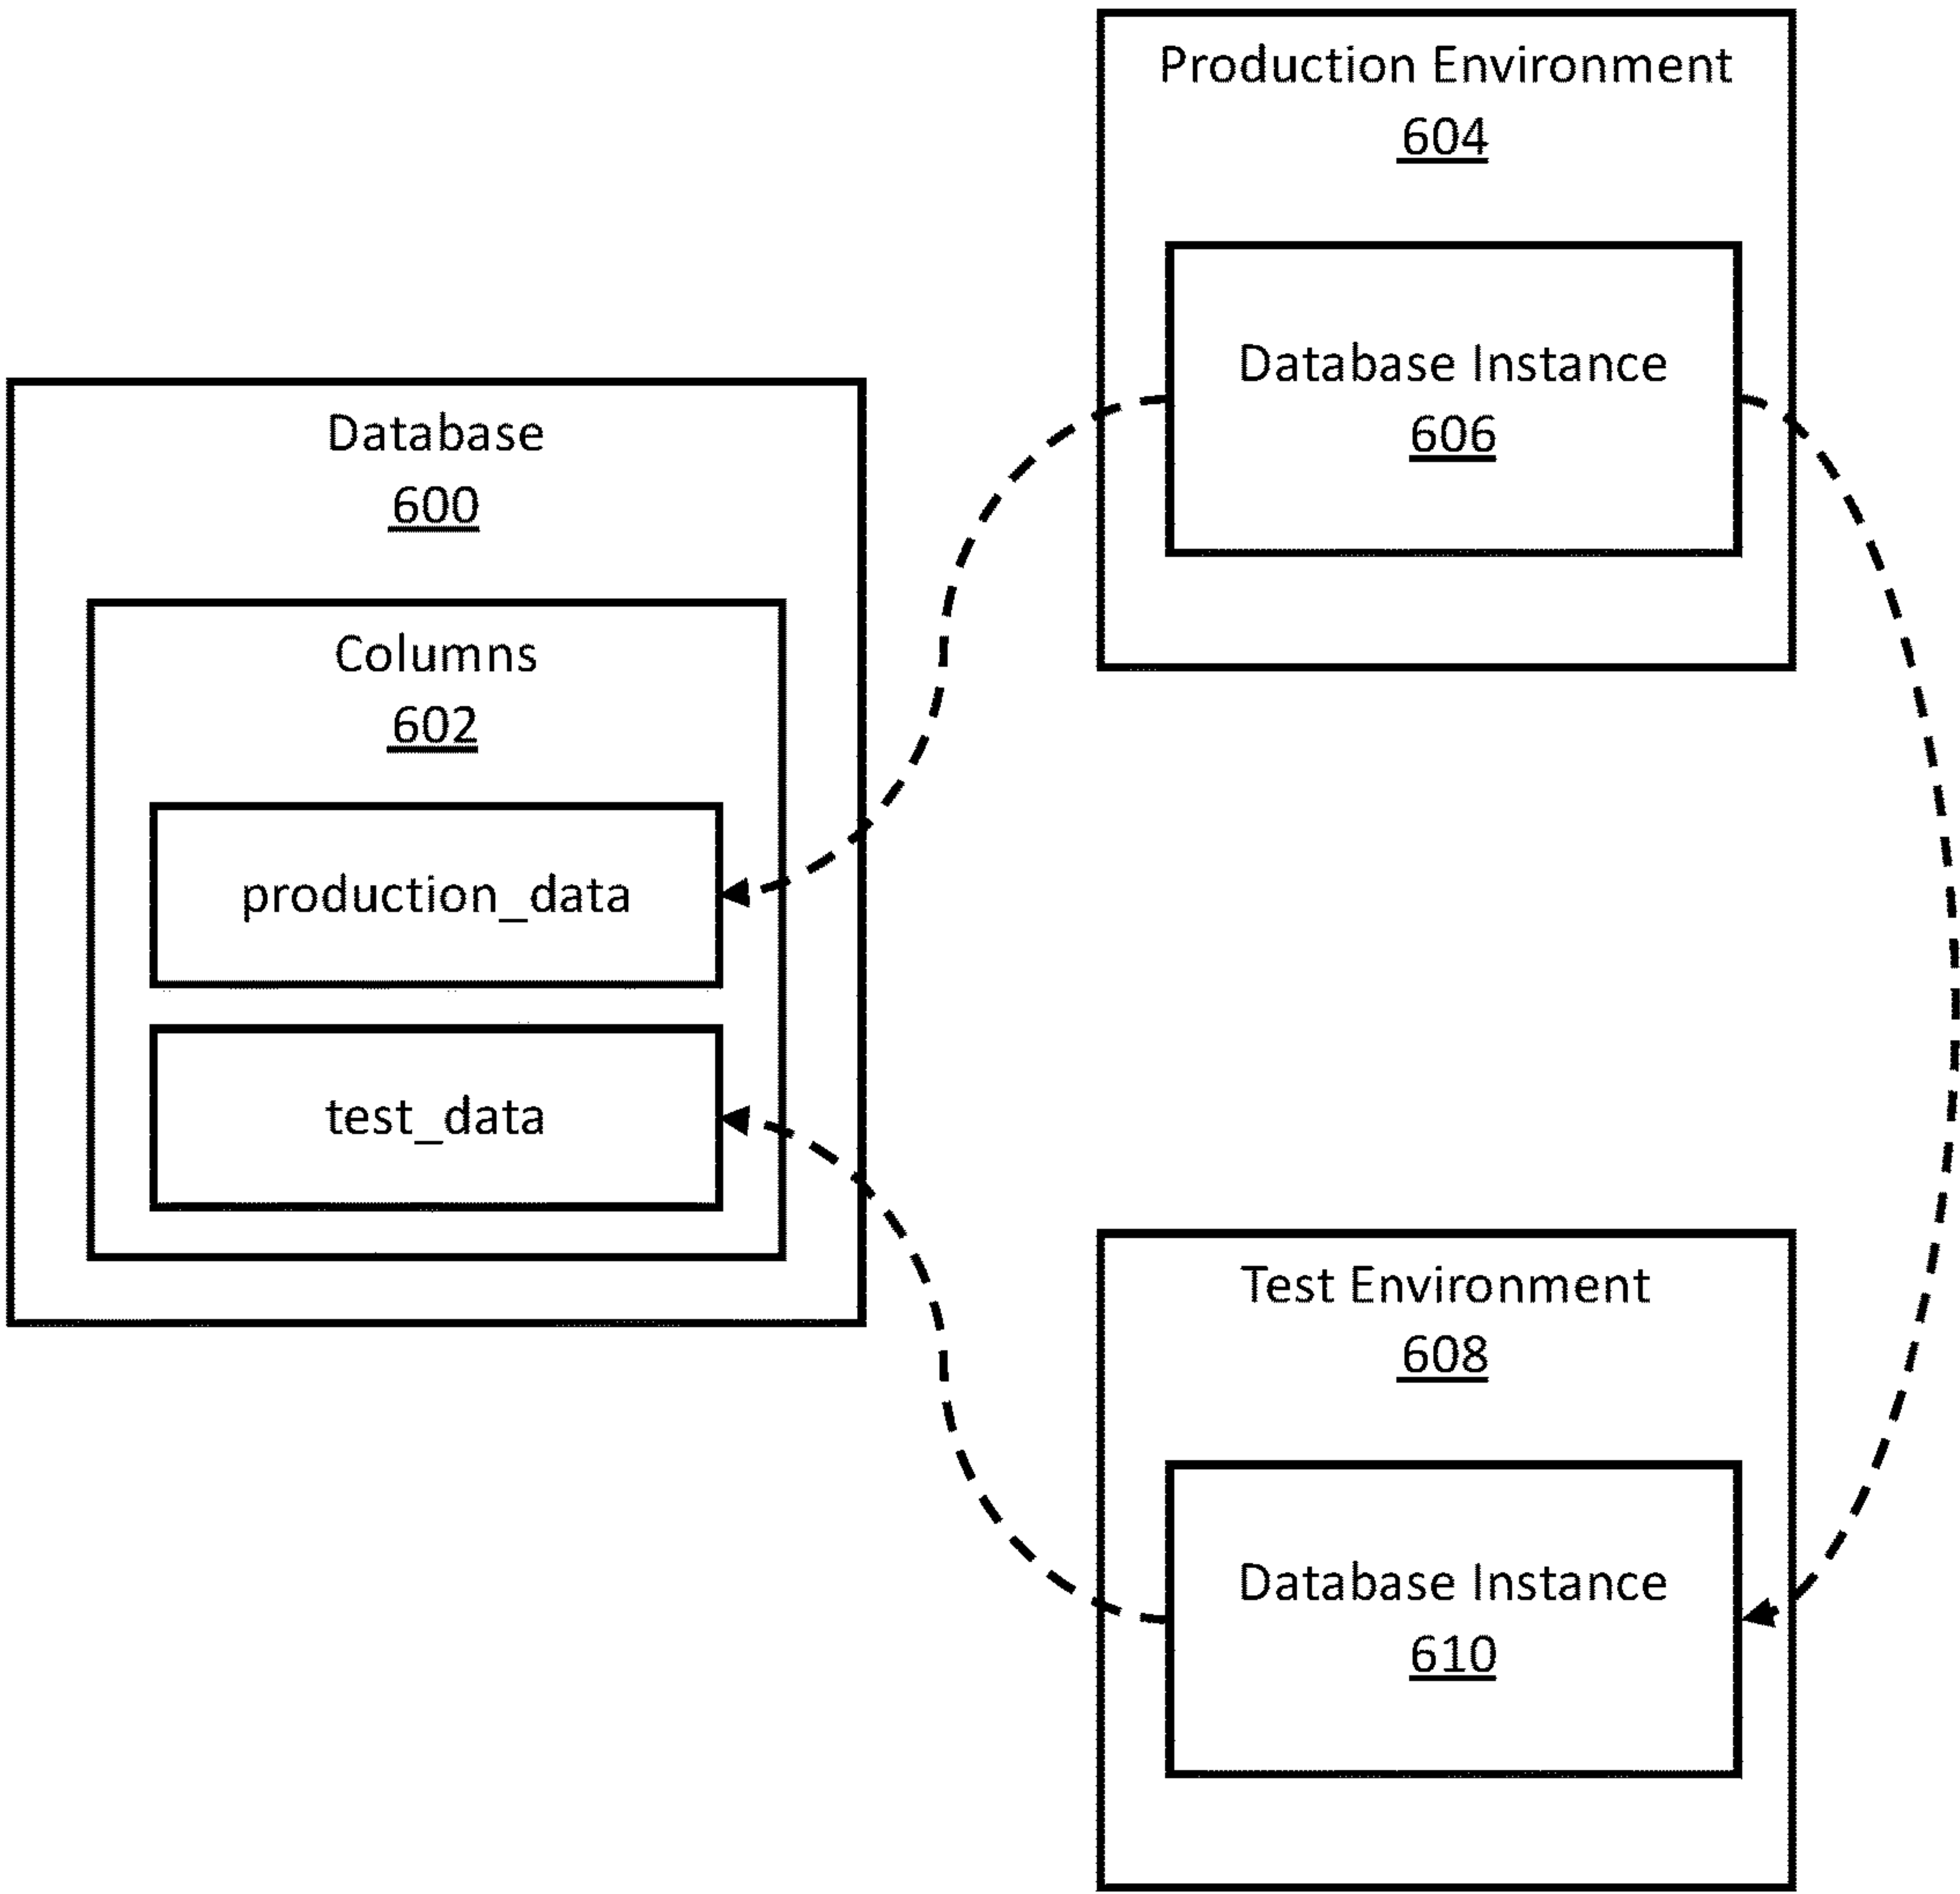 Production Environment
604
Database Instance
606
Database
600
Columns
602
production_data
test_data
Test Environment
608
Database Instance
610